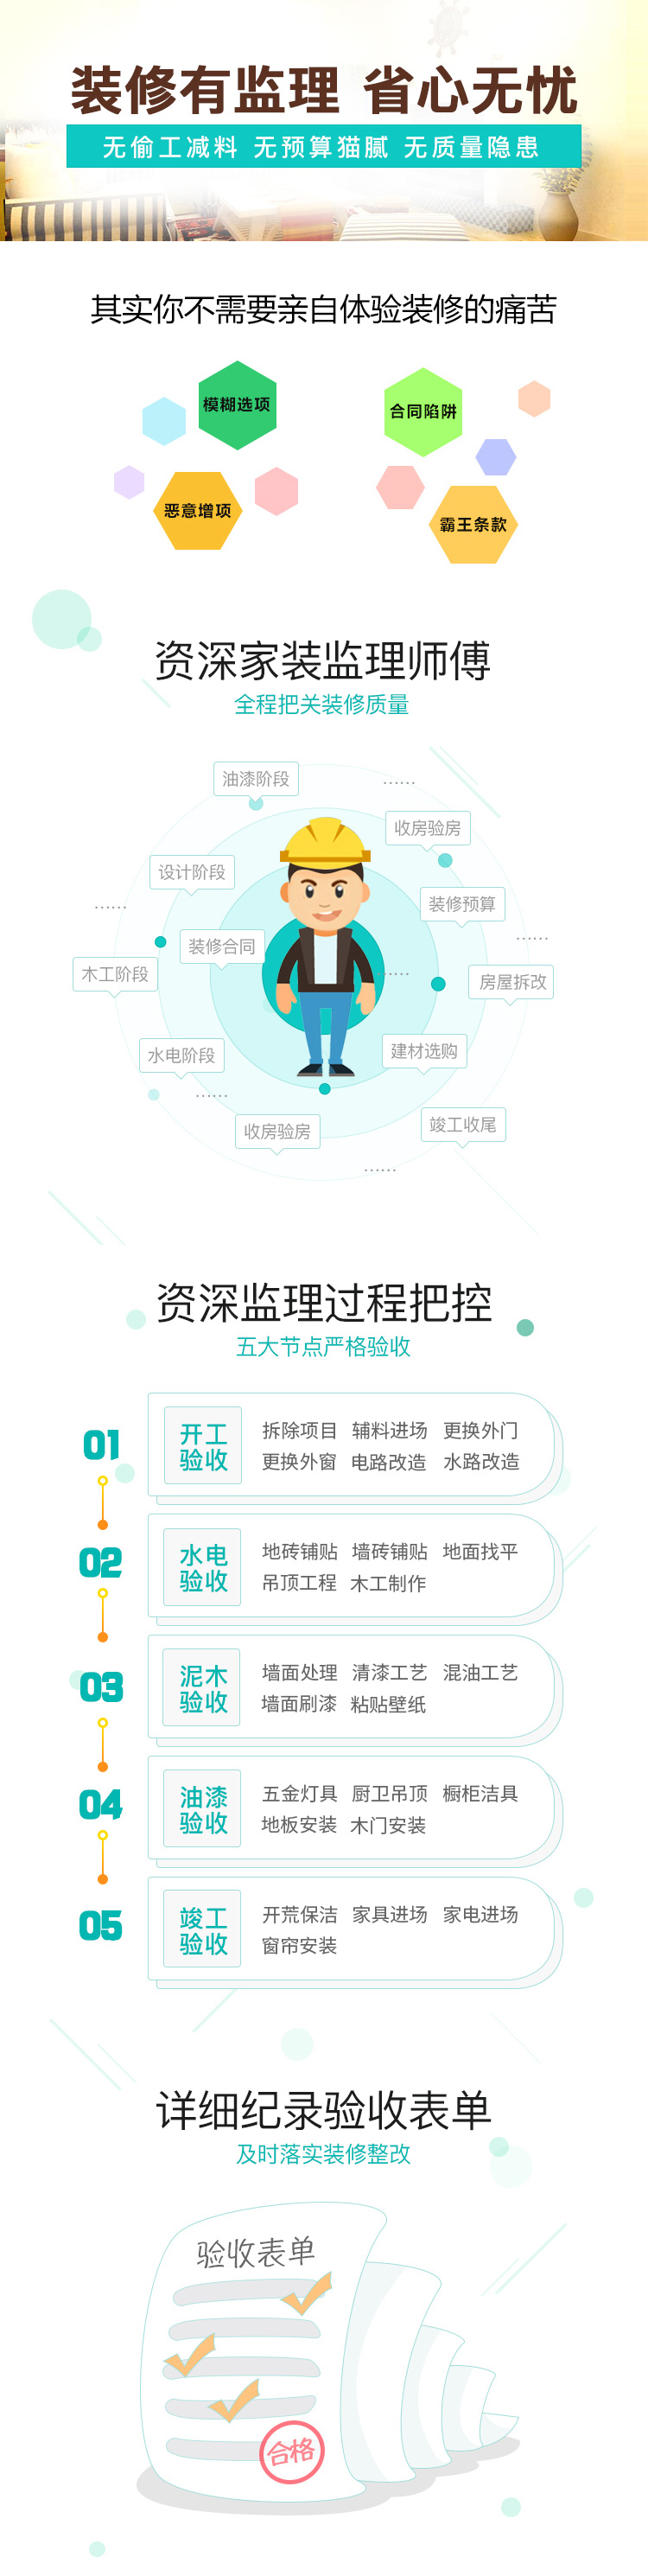 装修有监理 省心无忧
无偷工减料 无预算猫腻 无质量隐患
其实你不需要亲自体验装修的痛苦
模糊选项
合同陷阱
恶意增项
霸王条款
资深家装监理师傅
全程把关装修质量
油漆阶段
......
收房验房
设计阶段
装修预算
......
装修合同
......
木工阶段
......
房屋拆改
水电阶段
建材选购
......
收房验房
竣工收尾
......
资深监理过程把控
五大节点严格验收
01
开工
验收
拆除项目 辅料进场 更换外门
更换外窗 电路改造 水路改造
02
水电
验收
地砖铺贴 墙砖铺贴 地面找平
吊顶工程 木工制作
03
泥木
验收
墙面处理 清漆工艺 混油工艺
墙面刷漆 粘贴壁纸
04
油漆
验收
五金灯具 厨卫吊顶 橱柜洁具
地板安装 木门安装
05
竣工
验收
开荒保洁 家具进场 家电进场
窗帘安装
详细纪录验收表单
及时落实装修整改
验收表单
合格